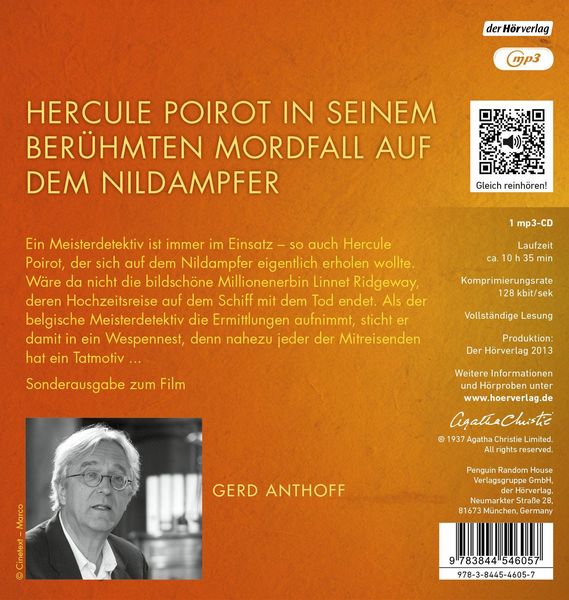 der Hörverlag
mp3
HERCULE POIROT IN SEINEM
BERÜHMTEN MORDFALL AUF
DEM NILDAMPFER
Gleich reinhören!
Ein Meisterdetektiv ist immer im Einsatz – so auch Hercule
Poirot, der sich auf dem Nildampfer eigentlich erholen wollte.
Wäre da nicht die bildschöne Millionenerbin Linnet Ridgeway,
deren Hochzeitsreise auf dem Schiff mit dem Tod endet. Als der
belgische Meisterdetektiv die Ermittlungen aufnimmt, sticht er
damit in ein Wespennest, denn nahezu jeder der Mitreisenden
hat ein Tatmotiv ...
Sonderausgabe zum Film
GERD ANTHOFF
© Cinetext – Marco
1 mp3-CD
Laufzeit
ca. 10 h 35 min
Komprimierungsrate
128 kbit/sek
Vollständige Lesung
Produktion:
Der Hörverlag 2013
Weitere Informationen
und Hörproben unter
www.hoerverlag.de
Agatha Christie
© 1937 Agatha Christie Limited.
All rights reserved.
Penguin Random House
Verlagsgruppe GmbH,
der Hörverlag,
Neumarkter Straße 28,
81673 München, Germany
9 783844 546057
978-3-8445-4605-7